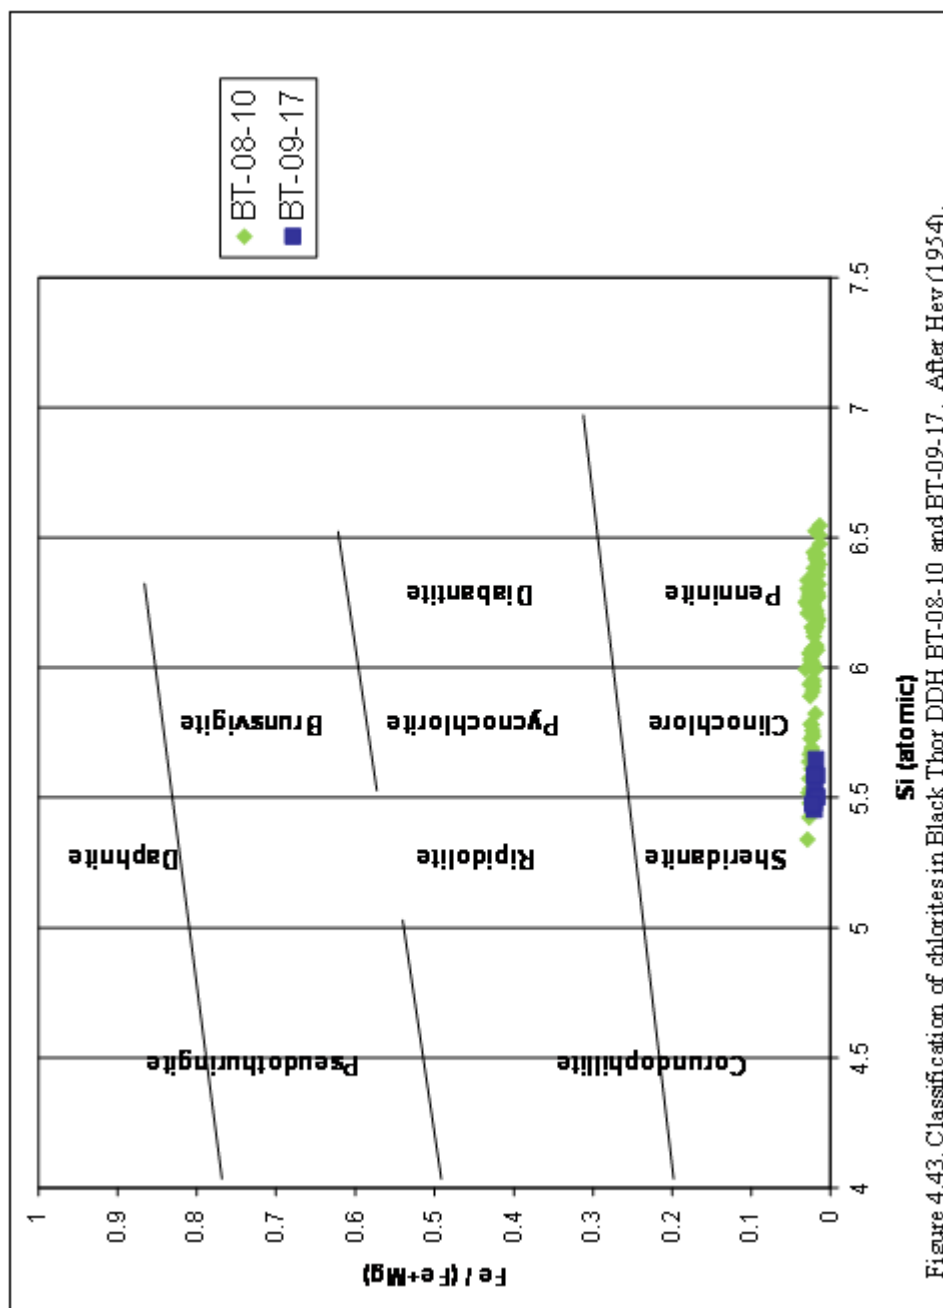 BT-08-10
BT-09-17
1
0.9
0.8
0.7
0.6
0.5
0.4
0.3
0.2
0.1
0
Fe / (Fe+Mg)
Daphnite
Pseudothuringite
Brunsvigite
Diabantite
Pycnochlorite
Ripidolite
Corundophillite
Penninite
Clinochlore
Sheridanite
4
4.5
5
5.5
6
6.5
7
7.5
Si (atomic)
Figure 4.43. Classification of chlorites in Black Thor DDH BT-08-10 and BT-09-17. After Hey (1954).